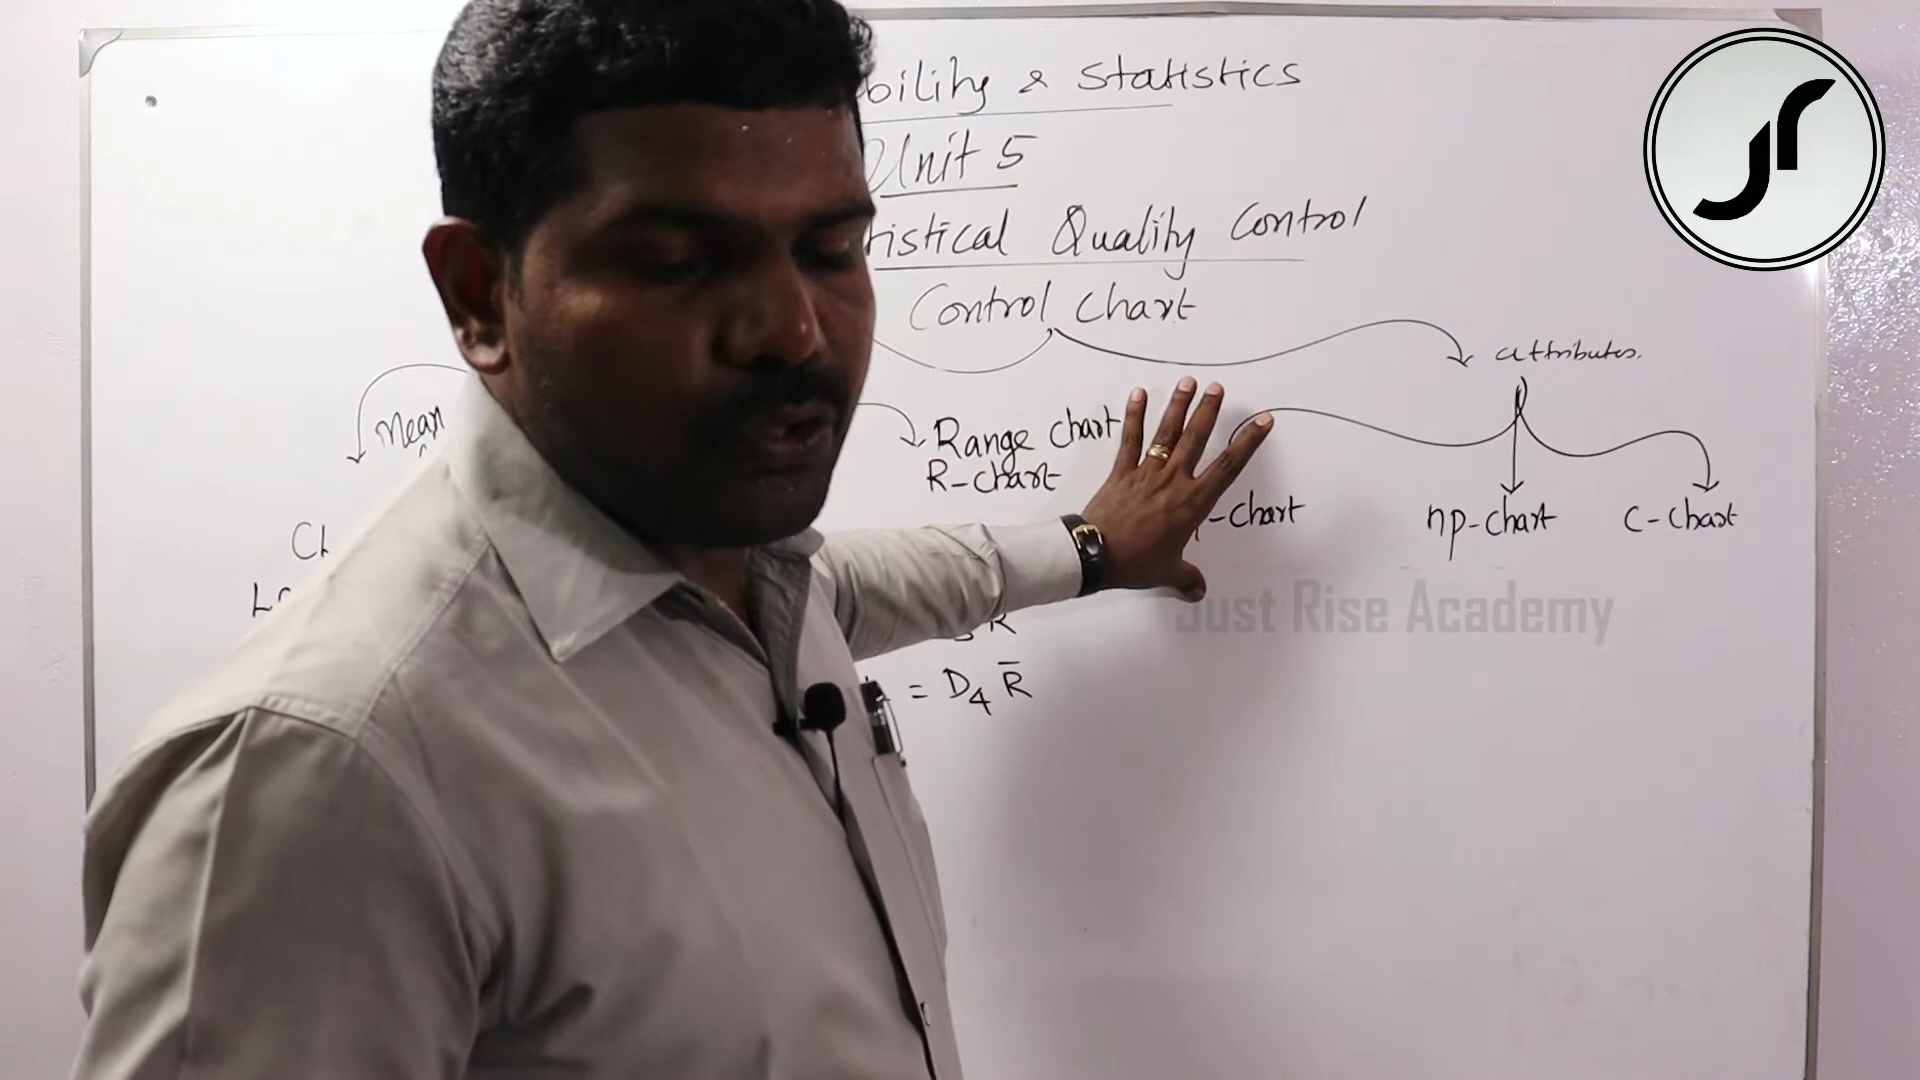 bility & Statistics
Unit 5
tistical Quality Control
Control Chart
attributes.
Mean
Range Chart
R-Chart
-Chart
np-Chart
C-Chart
Just Rise Academy
R
= D₄ R̄